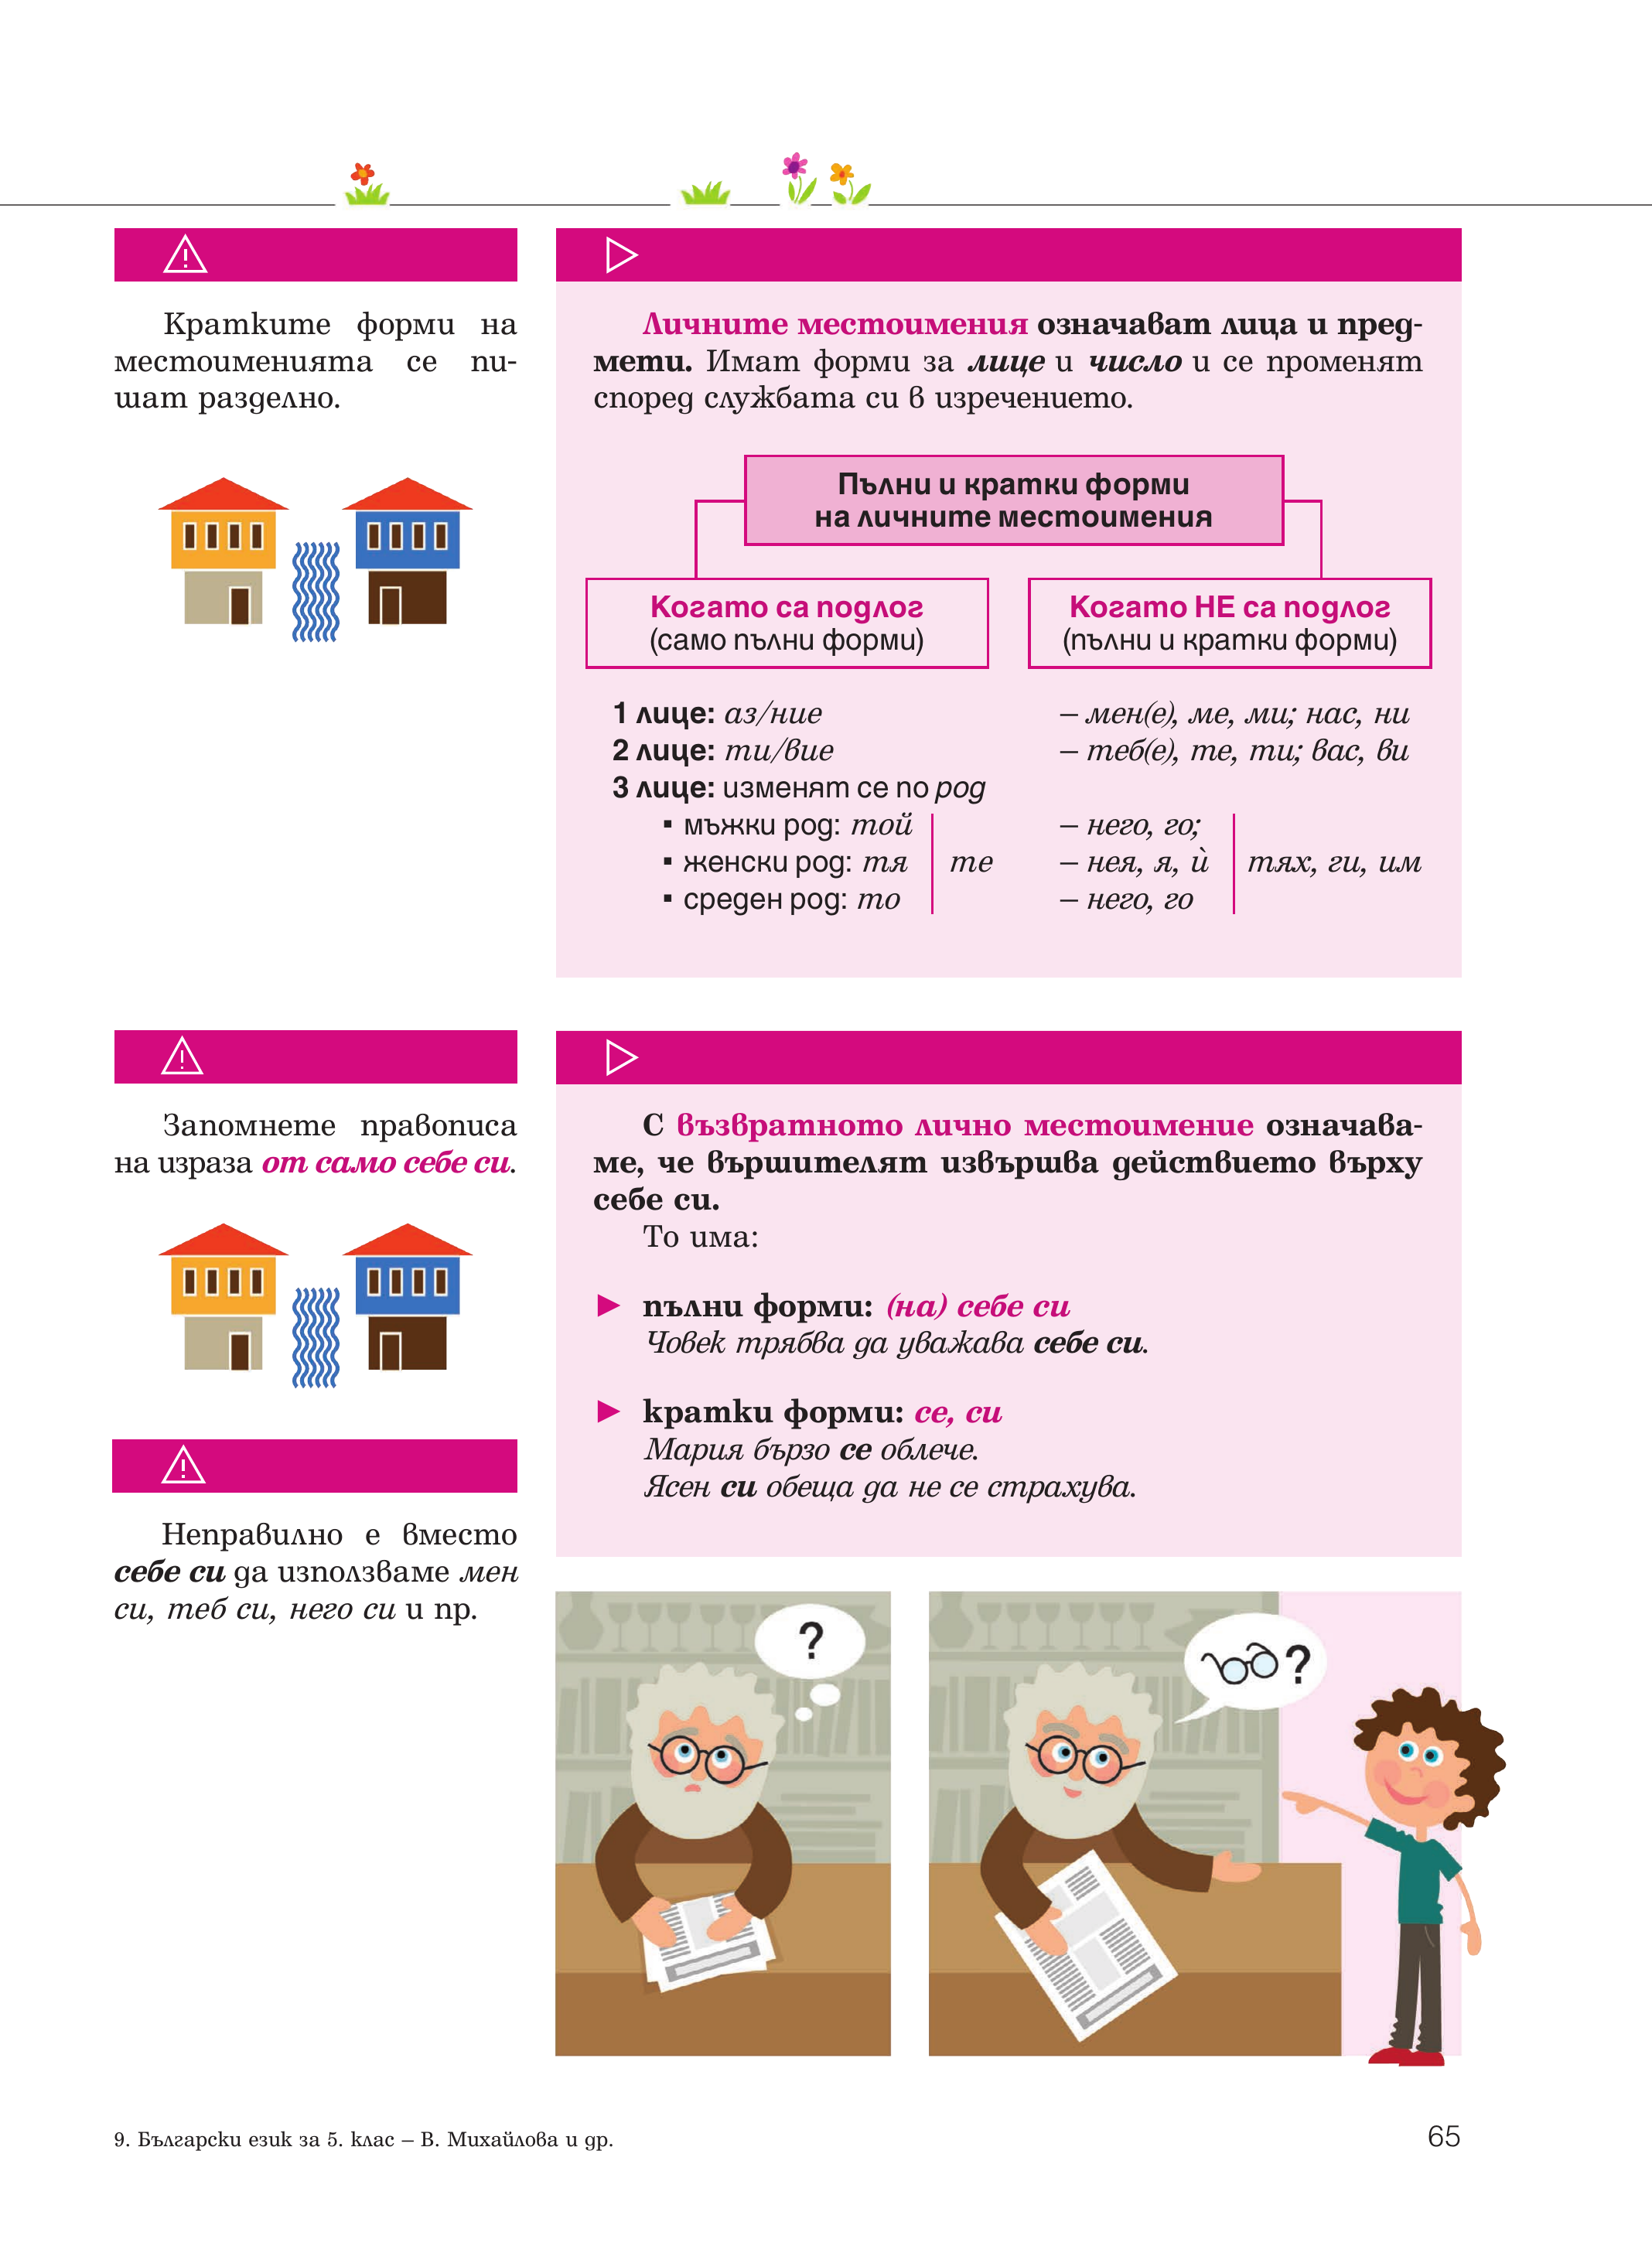 Кратките форми на
местоименията се пи-
шат разделно.
Личните местоимения означават лица и пред-
мети. Имат форми за лице и число и се променят
според службата си в изречението.
Пълни и кратки форми
на личните местоимения
Когато са подлог
(само пълни форми)
Когато НЕ са подлог
(пълни и кратки форми)
1 лице: аз/ние – мен(е), ме, ми; нас, ни
2 лице: ти/вие – теб(е), те, ти; вас, ви
3 лице: изменят се по род
▪ мъжки род: той – него, го;
▪ женски род: тя те – нея, я, ѝ тях, ги, им
▪ среден род: то – него, го
Запомнете правописа
на израза от само себе си.
Неправилно е вместо
себе си да използваме мен
си, теб си, него си и пр.
С възвратното лично местоимение означава-
ме, че вършителят извършва действието върху
себе си.
То има:
► пълни форми: (на) себе си
Човек трябва да уважава себе си.
► кратки форми: се, си
Мария бързо се облече.
Ясен си обеща да не се страхува.
?
?
9. Български език за 5. клас – В. Михайлова и др.
65